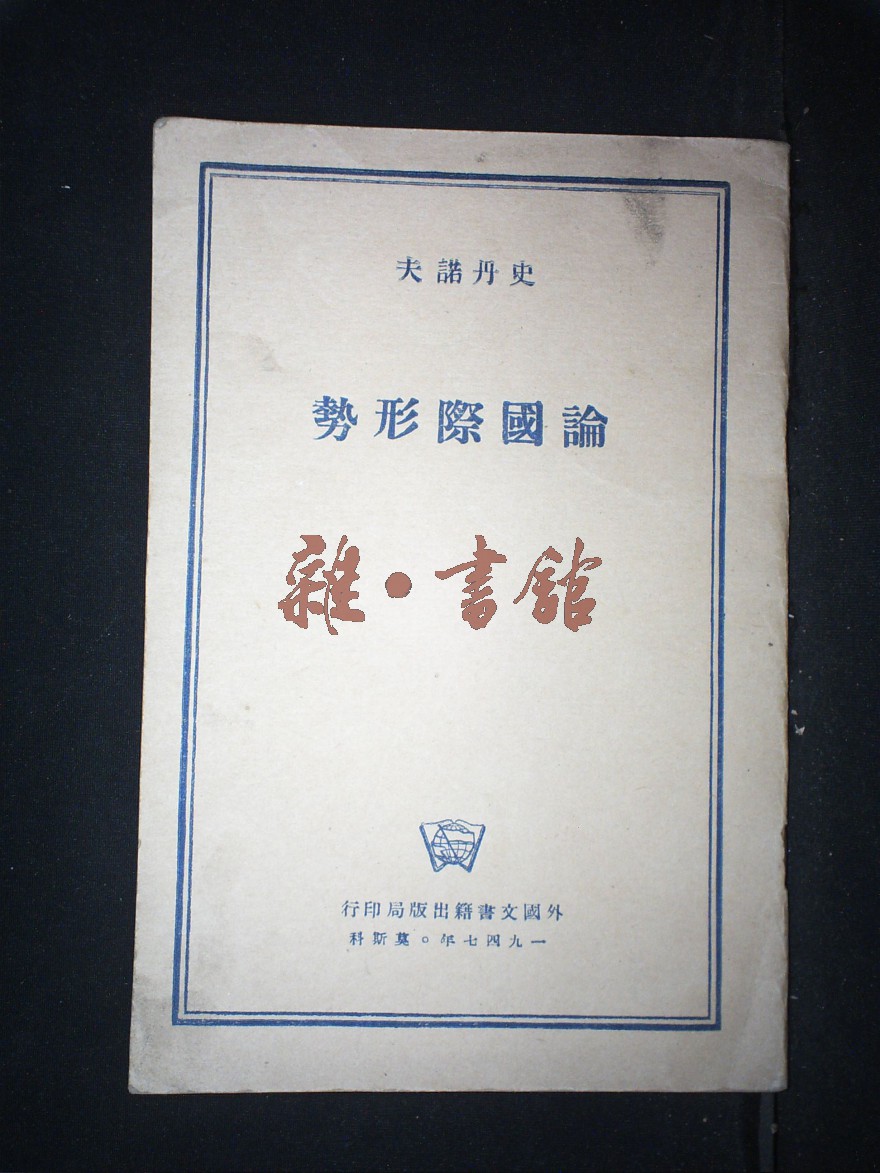 史丹諾夫
論國際形勢
雜·書館
外國文書籍出版局印行
一九四七年○莫斯科